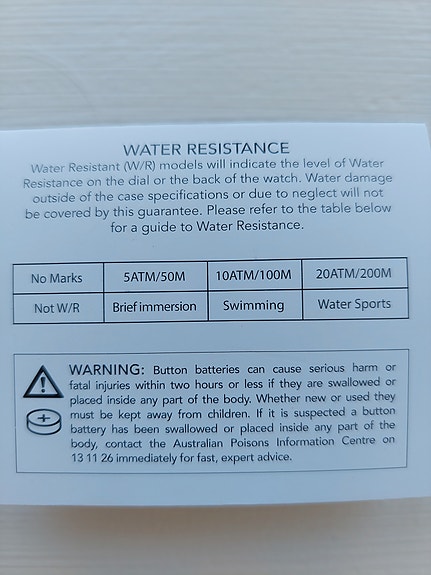 WATER RESISTANCE
Water Resistant (W/R) models will indicate the level of Water
Resistance on the dial or the back of the watch. Water damage
outside of the case specifications or due to neglect will not
be covered by this guarantee. Please refer to the table below
for a guide to Water Resistance.
No Marks 5ATM/50M 10ATM/100M 20ATM/200M
Not W/R Brief immersion Swimming Water Sports
WARNING: Button batteries can cause serious harm or
fatal injuries within two hours or less if they are swallowed or
placed inside any part of the body. Whether new or used they
must be kept away from children. If it is suspected a button
battery has been swallowed or placed inside any part of the
body, contact the Australian Poisons Information Centre on
13 11 26 immediately for fast, expert advice.